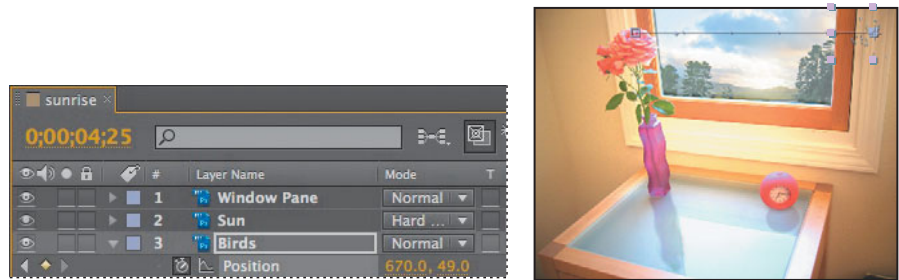 sunrise ×
0;00;04;25
# Layer Name Mode T
1 Window Pane Normal
2 Sun Hard ...
3 Birds Normal
Position 670.0, 49.0